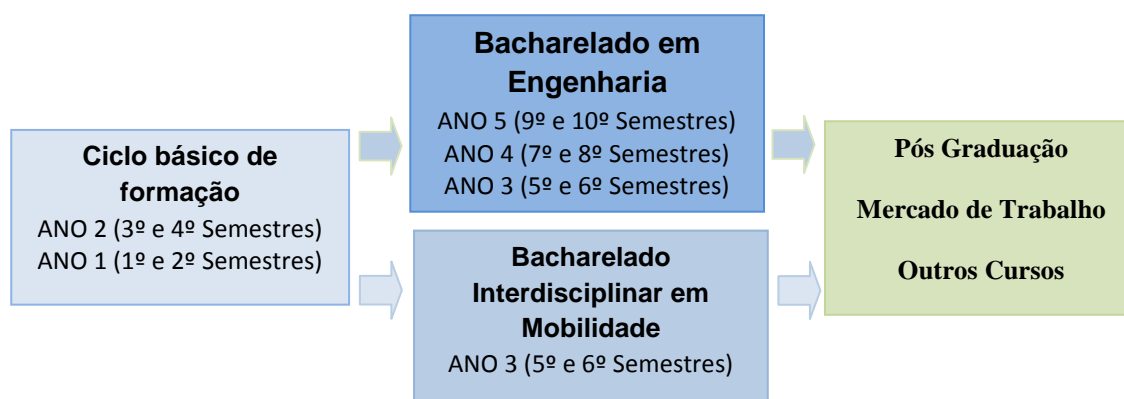 Ciclo básico de
formação
ANO 2 (3º e 4º Semestres)
ANO 1 (1º e 2º Semestres)
Bacharelado em
Engenharia
ANO 5 (9º e 10º Semestres)
ANO 4 (7º e 8º Semestres)
ANO 3 (5º e 6º Semestres)
Bacharelado
Interdisciplinar em
Mobilidade
ANO 3 (5º e 6º Semestres)
Pós Graduação
Mercado de Trabalho
Outros Cursos